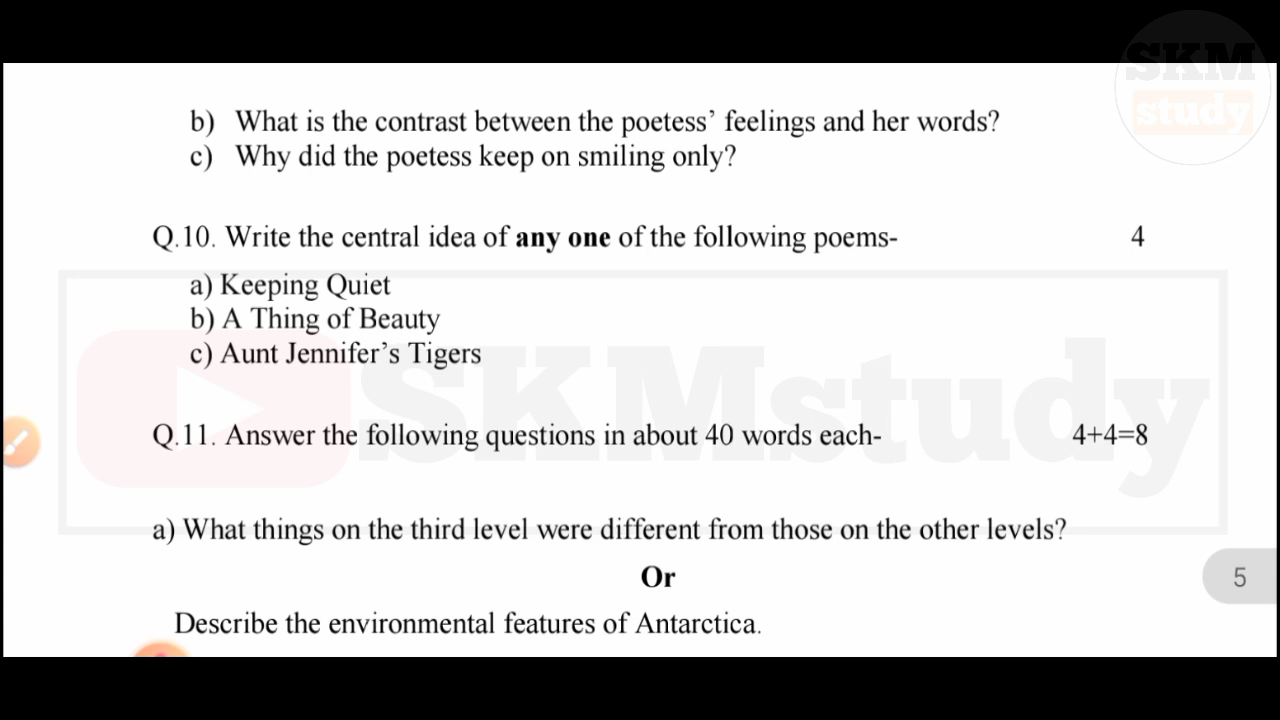 SKM
study
b) What is the contrast between the poetess’ feelings and her words?
c) Why did the poetess keep on smiling only?
Q.10. Write the central idea of any one of the following poems- 4
a) Keeping Quiet
b) A Thing of Beauty
c) Aunt Jennifer’s Tigers
SKMstudy
Q.11. Answer the following questions in about 40 words each- 4+4=8
a) What things on the third level were different from those on the other levels?
Or
5
Describe the environmental features of Antarctica.